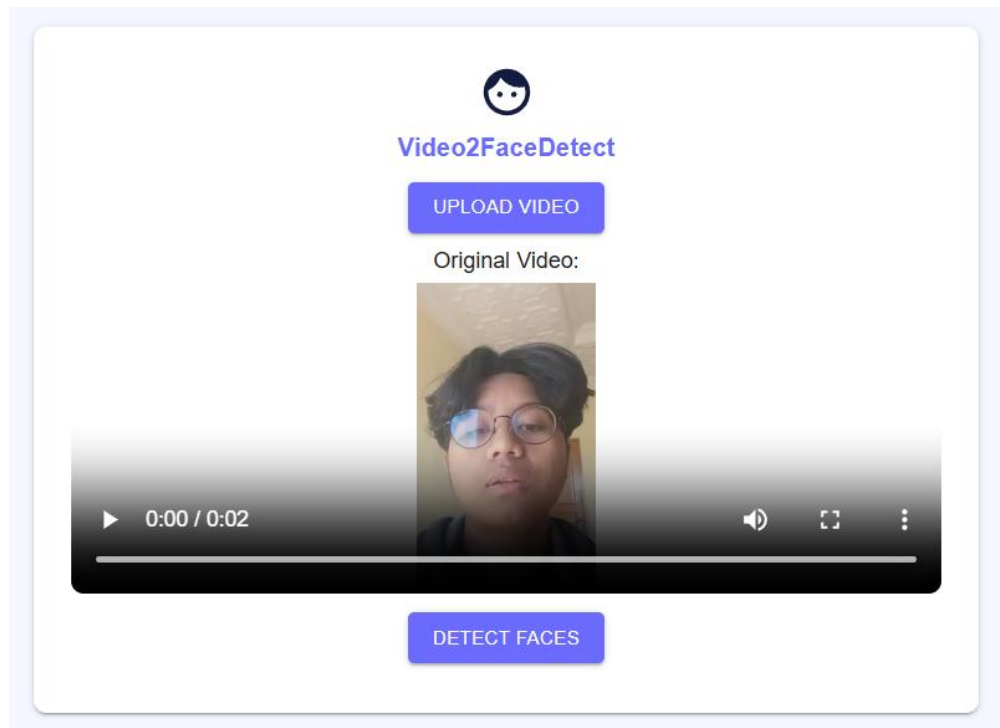 Video2FaceDetect
UPLOAD VIDEO
Original Video:
0:00 / 0:02
DETECT FACES